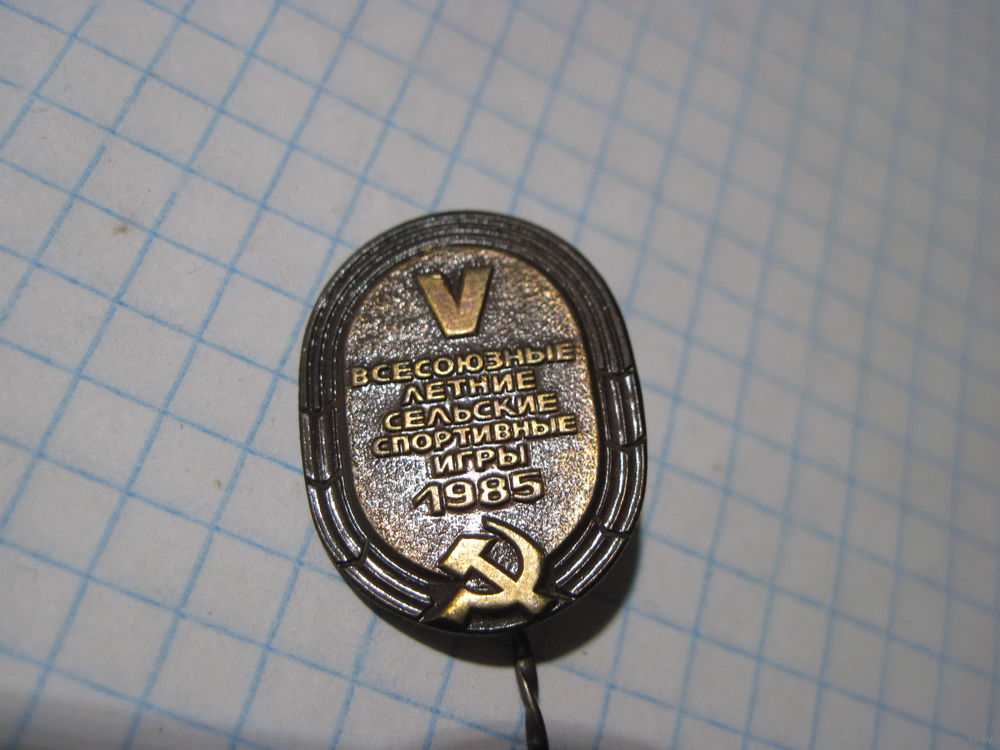 V
ВСЕСОЮЗНЫЕ
ЛЕТНИЕ
СЕЛЬСКИЕ
СПОРТИВНЫЕ
ИГРЫ
1985